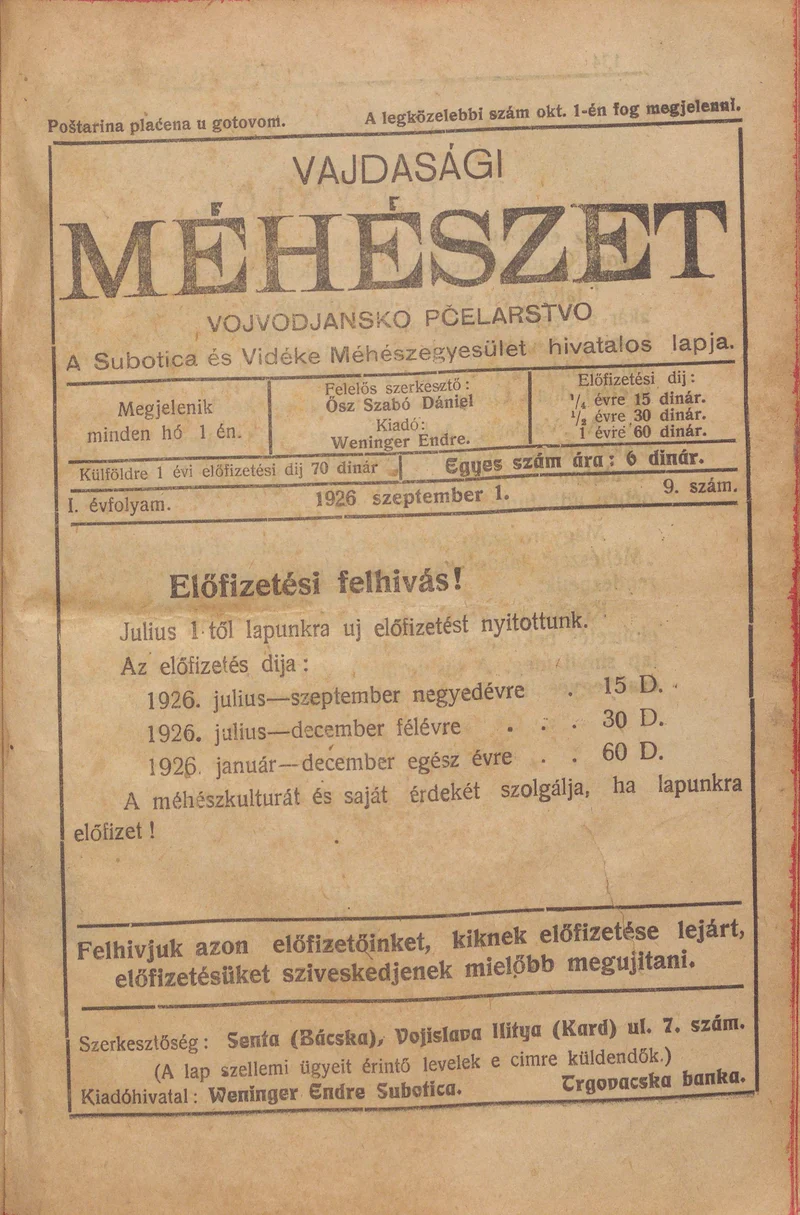 Poštarina plaćena u gotovom.
A legközelebbi szám okt. 1-én fog megjelenni.
VAJDASÁGI
MÉHÉSZET
VOJVODJANSKO PČELARSTVO
A Subotica és Vidéke Méhészegyesület hivatalos lapja.
Megjelenik
minden hó 1 én.
Felelős szerkesztő:
Ősz Szabó Dániel
Kiadó:
Weninger Endre.
Előfizetési dij:
¼ évre 15 dinár.
½ évre 30 dinár.
1 évre 60 dinár.
Külföldre 1 évi előfizetési dij 70 dinár
Egyes szám ára: 6 dinár.
I. évfolyam.
1926 szeptember 1.
9. szám.
Előfizetési felhivás!
Julius 1-től lapunkra uj előfizetést nyitottunk.
Az előfizetés dija:
1926. julius—szeptember negyedévre . 15 D.
1926. julius—december félévre . . . 30 D.
1926. január—december egész évre . . 60 D.
A méhészkulturát és saját érdekét szolgálja, ha lapunkra
előfizet!
Felhivjuk azon előfizetőinket, kiknek előfizetése lejárt,
előfizetésüket sziveskedjenek mielőbb megujitani.
Szerkesztőség: Senta (Bácska), Vojislava Ilitya (Kard) ul. 7. szám.
(A lap szellemi ügyeit érintő levelek e cimre küldendők.)
Kiadóhivatal: Weninger Endre Subotica. Trgovacska banka.